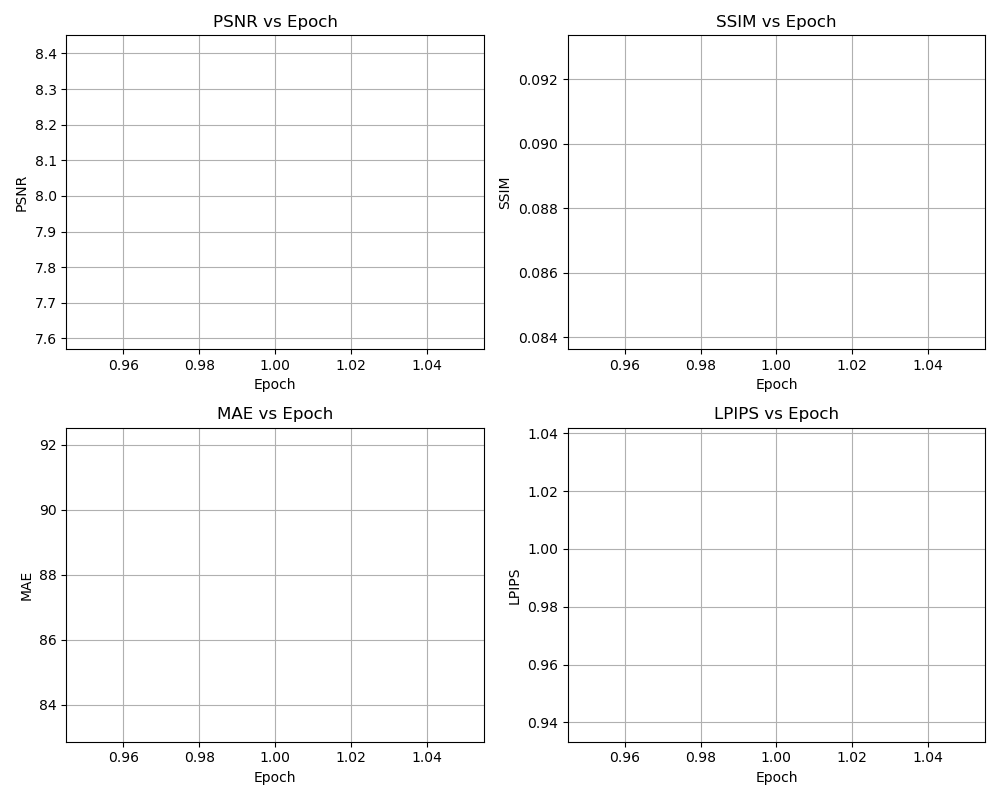 PSNR vs Epoch
8.4
8.3
8.2
8.1
8.0
7.9
7.8
7.7
7.6
PSNR
0.96 0.98 1.00 1.02 1.04
Epoch
SSIM vs Epoch
0.092
0.090
0.088
0.086
0.084
SSIM
0.96 0.98 1.00 1.02 1.04
Epoch
MAE vs Epoch
92
90
88
86
84
MAE
0.96 0.98 1.00 1.02 1.04
Epoch
LPIPS vs Epoch
1.04
1.02
1.00
0.98
0.96
0.94
LPIPS
0.96 0.98 1.00 1.02 1.04
Epoch